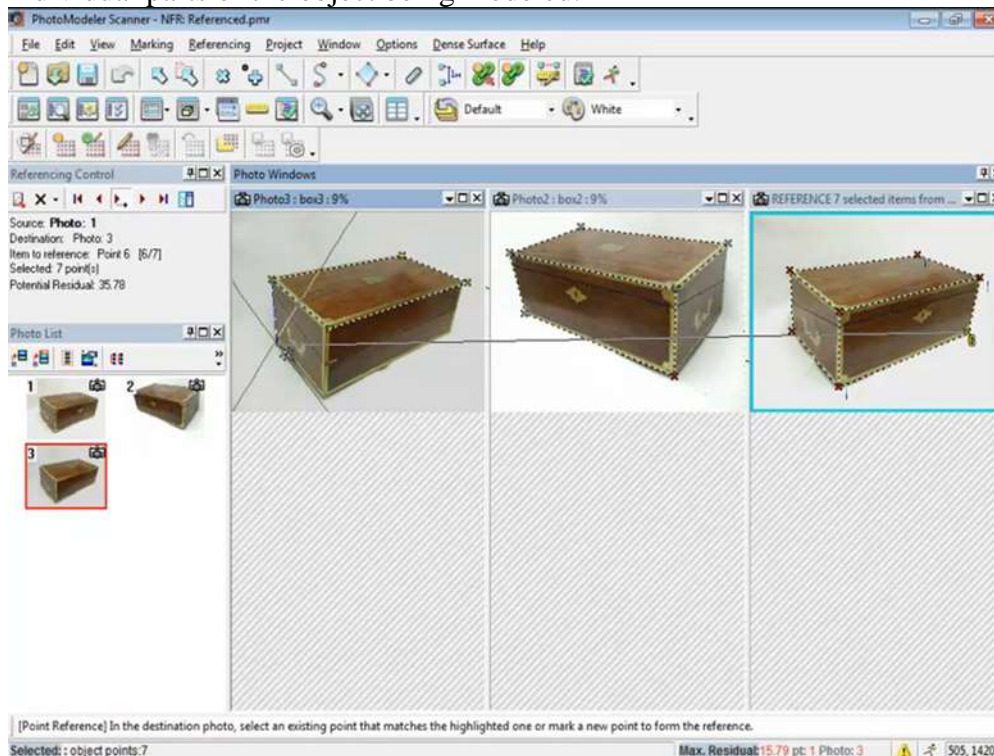 PhotoModeler Scanner - NFR: Referenced.pmr
File Edit View Marking Referencing Project Window Options Dense Surface Help
Default White
Referencing Control
Source: Photo: 1
Destination: Photo: 3
Item to reference: Point 6 [6/7]
Selected: 7 point(s)
Potential Residual: 35.78
Photo List
1 2
3
Photo Windows
Photo3 : box3 : 9%
Photo2 : box2 : 9%
REFERENCE 7 selected items from ...
[Point Reference] In the destination photo, select an existing point that matches the highlighted one or mark a new point to form the reference.
Selected: : object points:7 Max. Residual:15.79 pt: 1 Photo: 3